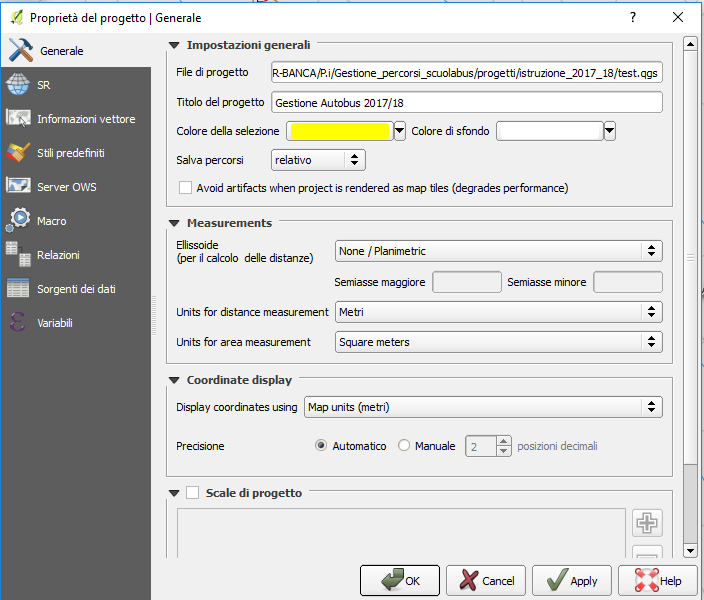 Proprietà del progetto | Generale
?
Generale
SR
Informazioni vettore
Stili predefiniti
Server OWS
Macro
Relazioni
Sorgenti dei dati
Variabili
Impostazioni generali
File di progetto R-BANCA/P.i/Gestione_percorsi_scuolabus/progetti/istruzione_2017_18/test.qgs
Titolo del progetto Gestione Autobus 2017/18
Colore della selezione Colore di sfondo
Salva percorsi relativo
Avoid artifacts when project is rendered as map tiles (degrades performance)
Measurements
Ellissoide
(per il calcolo delle distanze) None / Planimetric
Semiasse maggiore Semiasse minore
Units for distance measurement Metri
Units for area measurement Square meters
Coordinate display
Display coordinates using Map units (metri)
Precisione Automatico Manuale 2 posizioni decimali
Scale di progetto
OK Cancel Apply Help